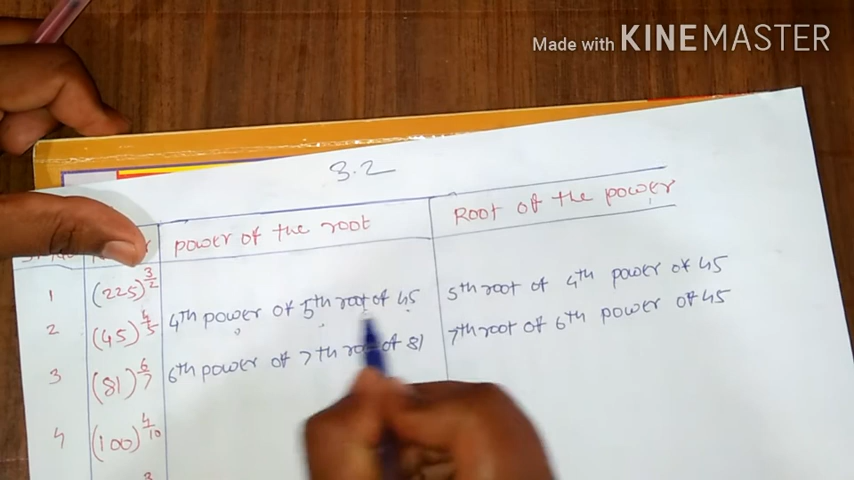 Made with KINEMASTER
3.2
power of the root
Root of the power
1 (225)^3/2
2 (45)^4/5 4th power of 5th root of 45 5th root of 4th power of 45
3 (81)^6/7 6th power of 7th root of 81 7th root of 6th power of 45
4 (100)^4/10
3